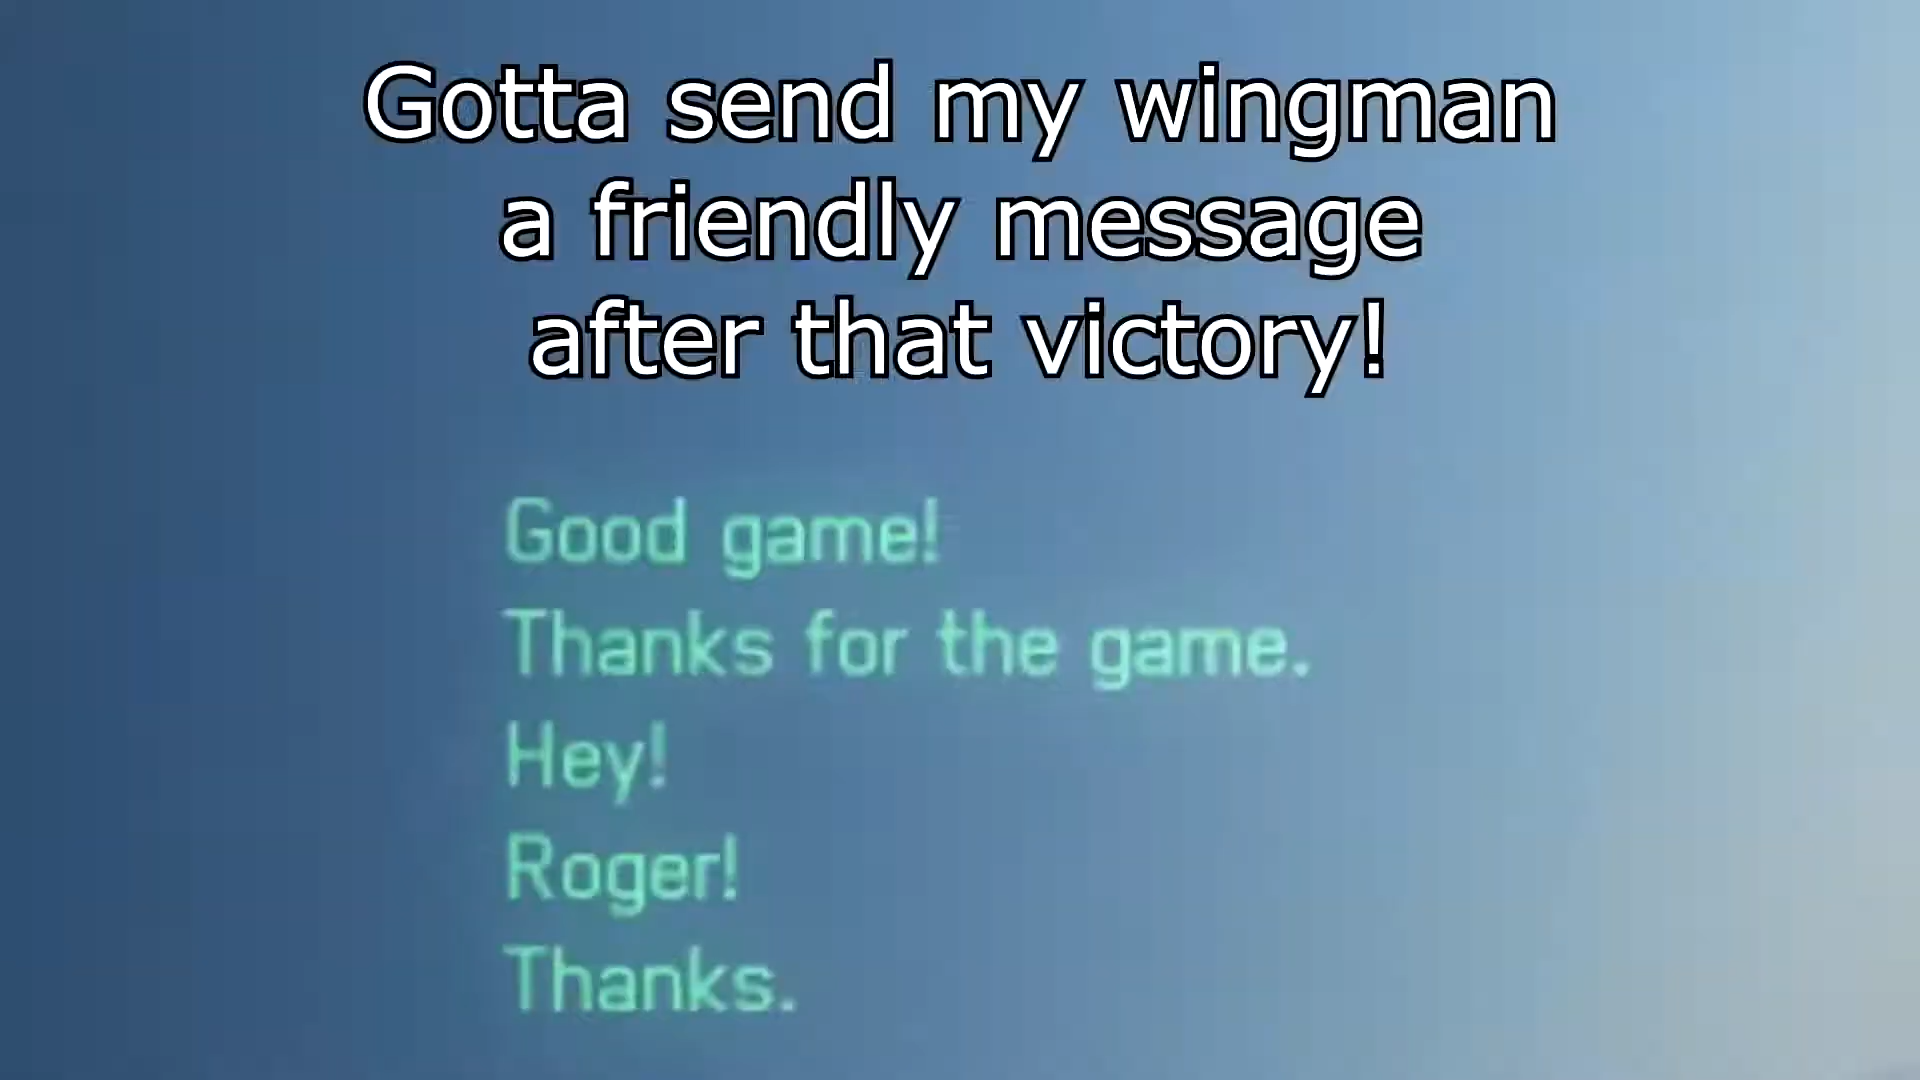 Gotta send my wingman
a friendly message
after that victory!
Good game!
Thanks for the game.
Hey!
Roger!
Thanks.